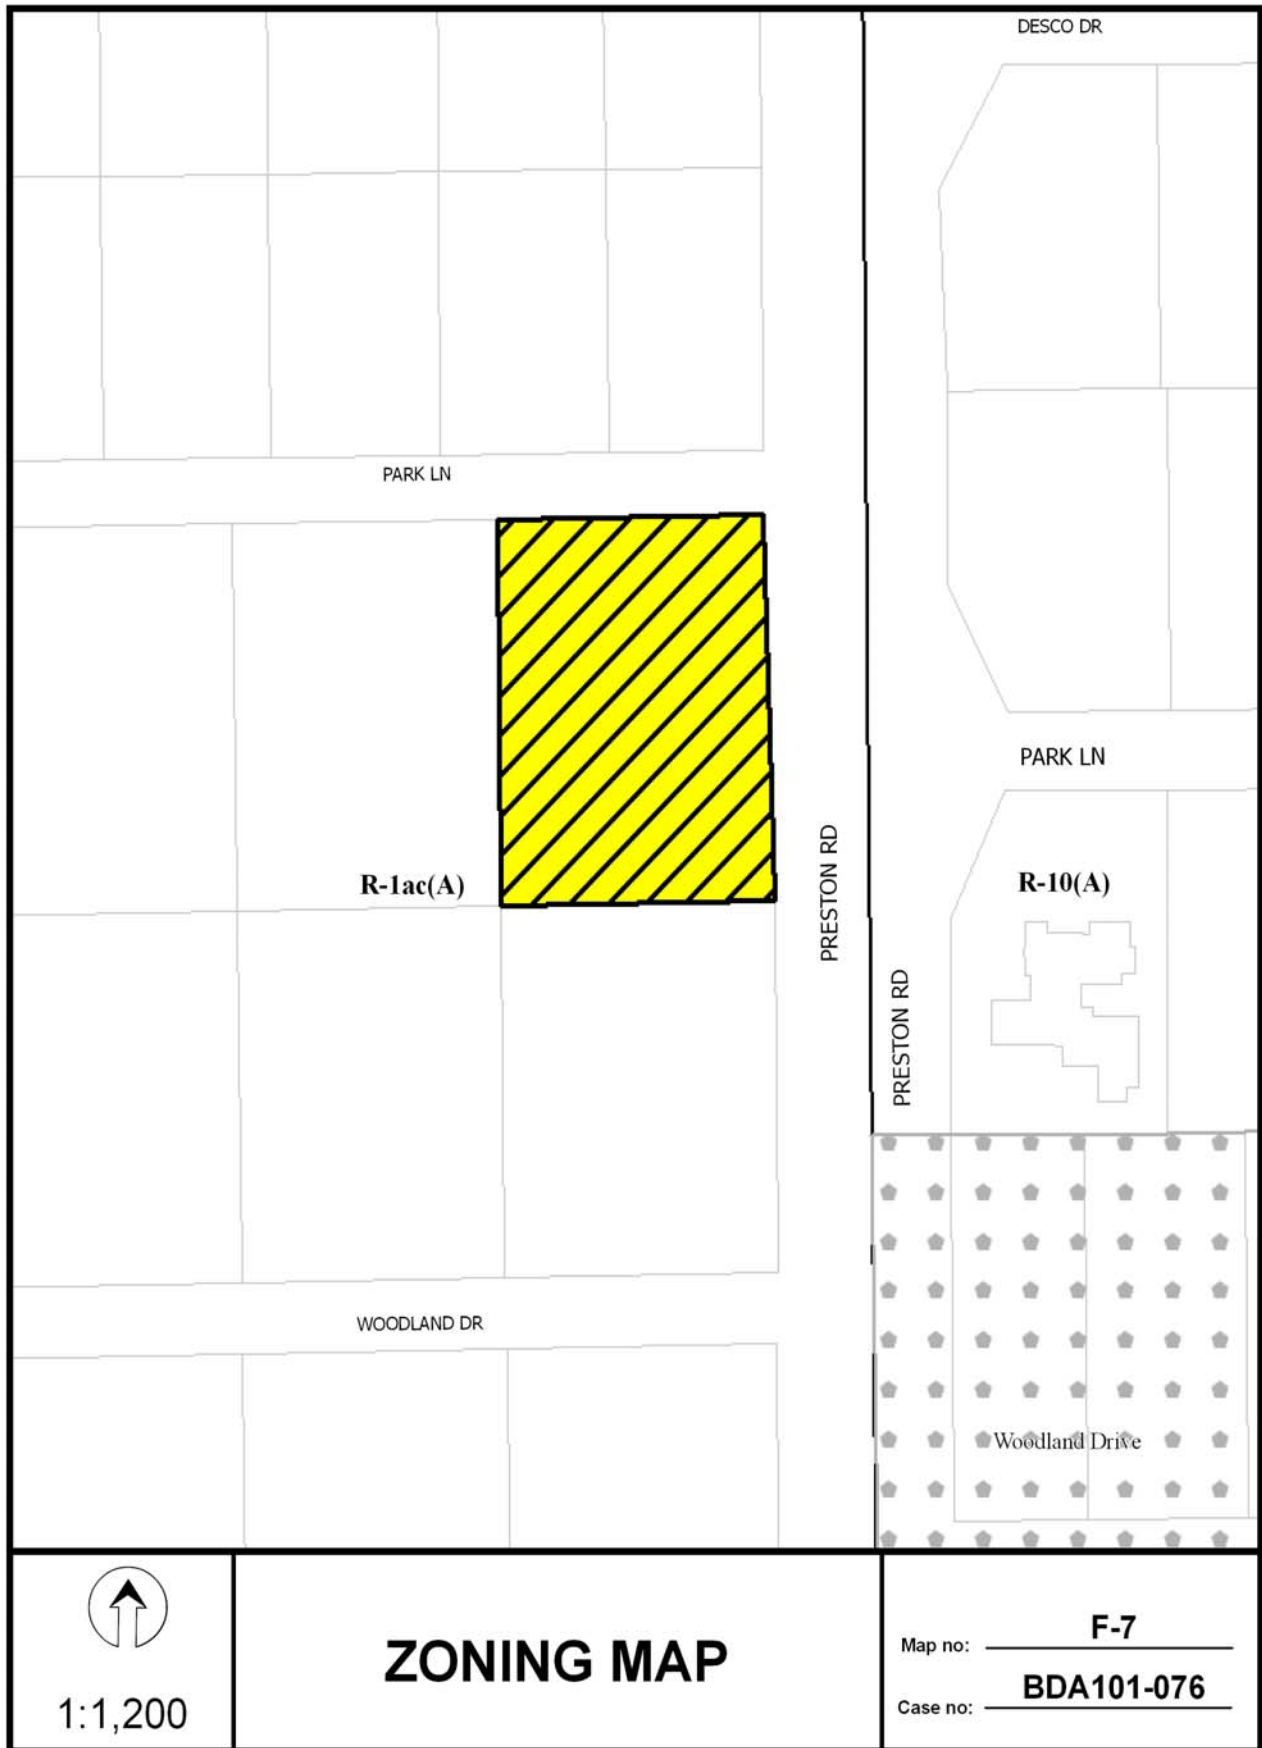 DESCO DR
PARK LN
PARK LN
PRESTON RD
R-1ac(A)
R-10(A)
PRESTON RD
WOODLAND DR
Woodland Drive
1:1,200
ZONING MAP
Map no: F-7
Case no: BDA101-076